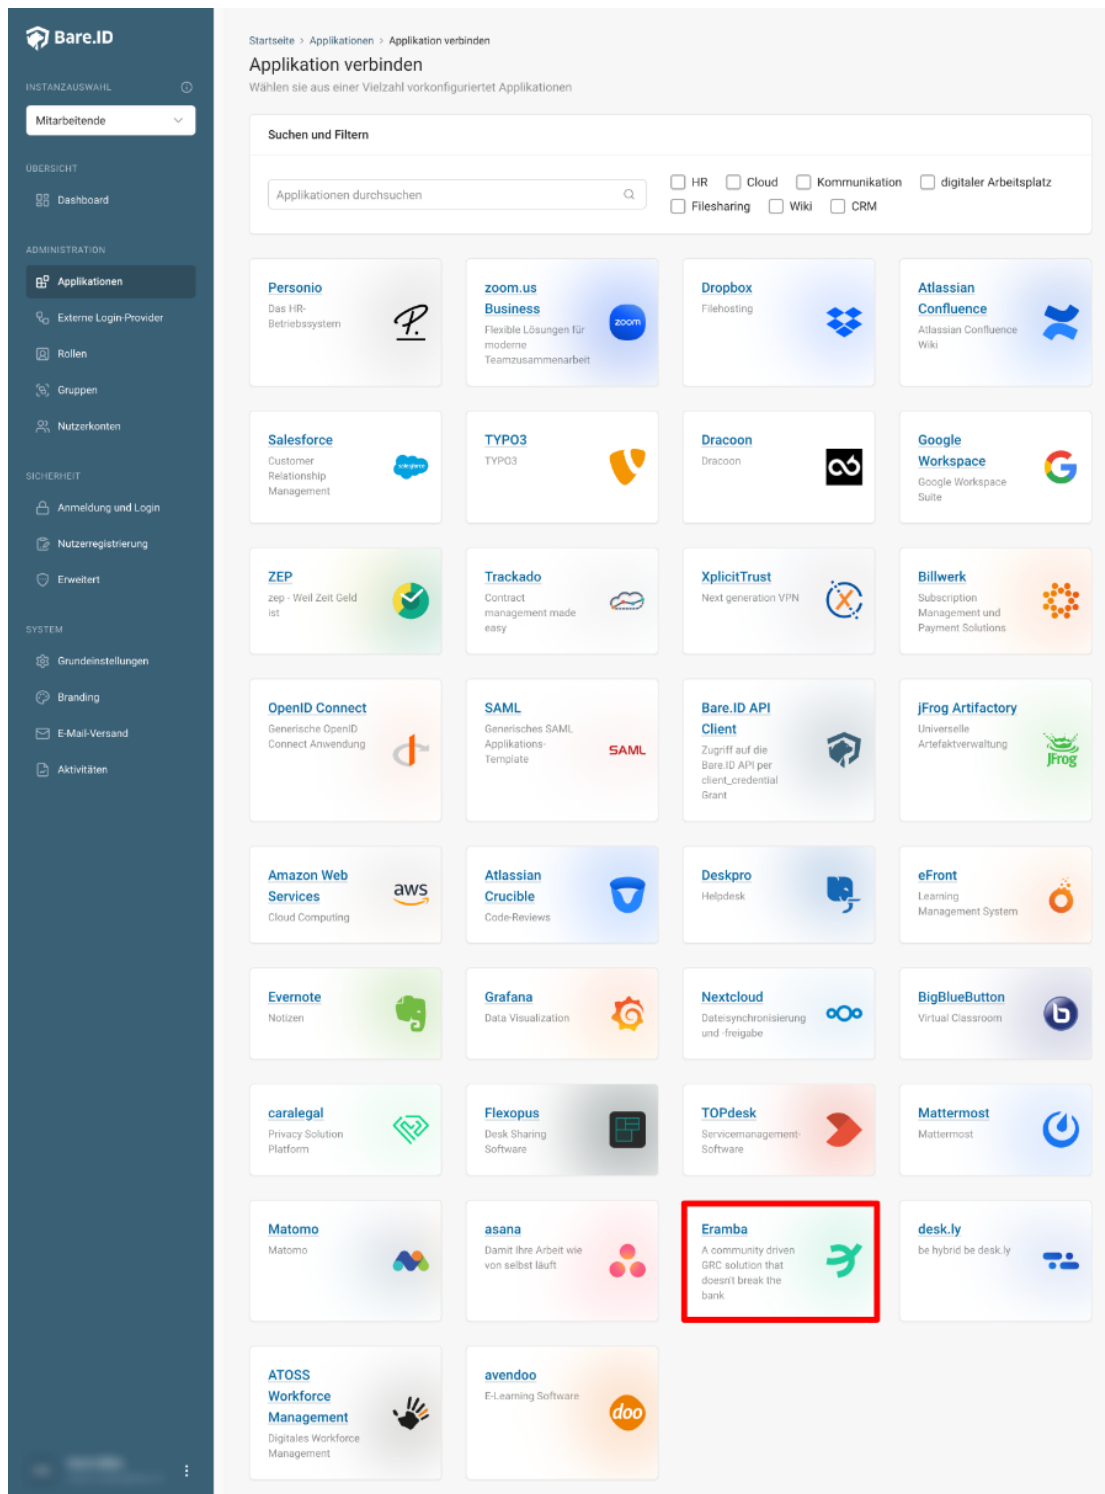 Bare.ID
INSTANZAUSWAHL
Mitarbeitende
ÜBERSICHT
Dashboard
ADMINISTRATION
Applikationen
Externe Login-Provider
Rollen
Gruppen
Nutzerkonten
SICHERHEIT
Anmeldung und Login
Nutzerregistrierung
Erweitert
SYSTEM
Grundeinstellungen
Branding
E-Mail-Versand
Aktivitäten
Startseite > Applikationen > Applikation verbinden
Applikation verbinden
Wählen sie aus einer Vielzahl vorkonfiguriertet Applikationen
Suchen und Filtern
Applikationen durchsuchen
HR Cloud Kommunikation digitaler Arbeitsplatz
Filesharing Wiki CRM
Personio
Das HR-
Betriebssystem
P.
zoom.us
Business
Flexible Lösungen für
moderne
Teamzusammenarbeit
zoom
Dropbox
Filehosting
Atlassian
Confluence
Atlassian Confluence
Wiki
Salesforce
Customer
Relationship
Management
salesforce
TYPO3
TYPO3
Dracoon
Dracoon
Google
Workspace
Google Workspace
Suite
G
ZEP
zep - Weil Zeit Geld
ist
Trackado
Contract
management made
easy
XplicitTrust
Next generation VPN
X
Billwerk
Subscription
Management und
Payment Solutions
OpenID Connect
Generische OpenID
Connect Anwendung
SAML
Generisches SAML
Applikations-
Template
SAML
Bare.ID API
Client
Zugriff auf die
Bare.ID API per
client_credential
Grant
jFrog Artifactory
Universelle
Artefaktverwaltung
JFrog
Amazon Web
Services
Cloud Computing
aws
Atlassian
Crucible
Code-Reviews
Deskpro
Helpdesk
eFront
Learning
Management System
Evernote
Notizen
Grafana
Data Visualization
Nextcloud
Dateisynchronisierung
und -freigabe
BigBlueButton
Virtual Classroom
b
caralegal
Privacy Solution
Platform
Flexopus
Desk Sharing
Software
TOPdesk
Servicemanagement-
Software
Mattermost
Mattermost
Matomo
Matomo
asana
Damit Ihre Arbeit wie
von selbst läuft
Eramba
A community driven
GRC solution that
doesn't break the
bank
desk.ly
be hybrid be desk.ly
ATOSS
Workforce
Management
Digitales Workforce
Management
avendoo
E-Learning Software
doo